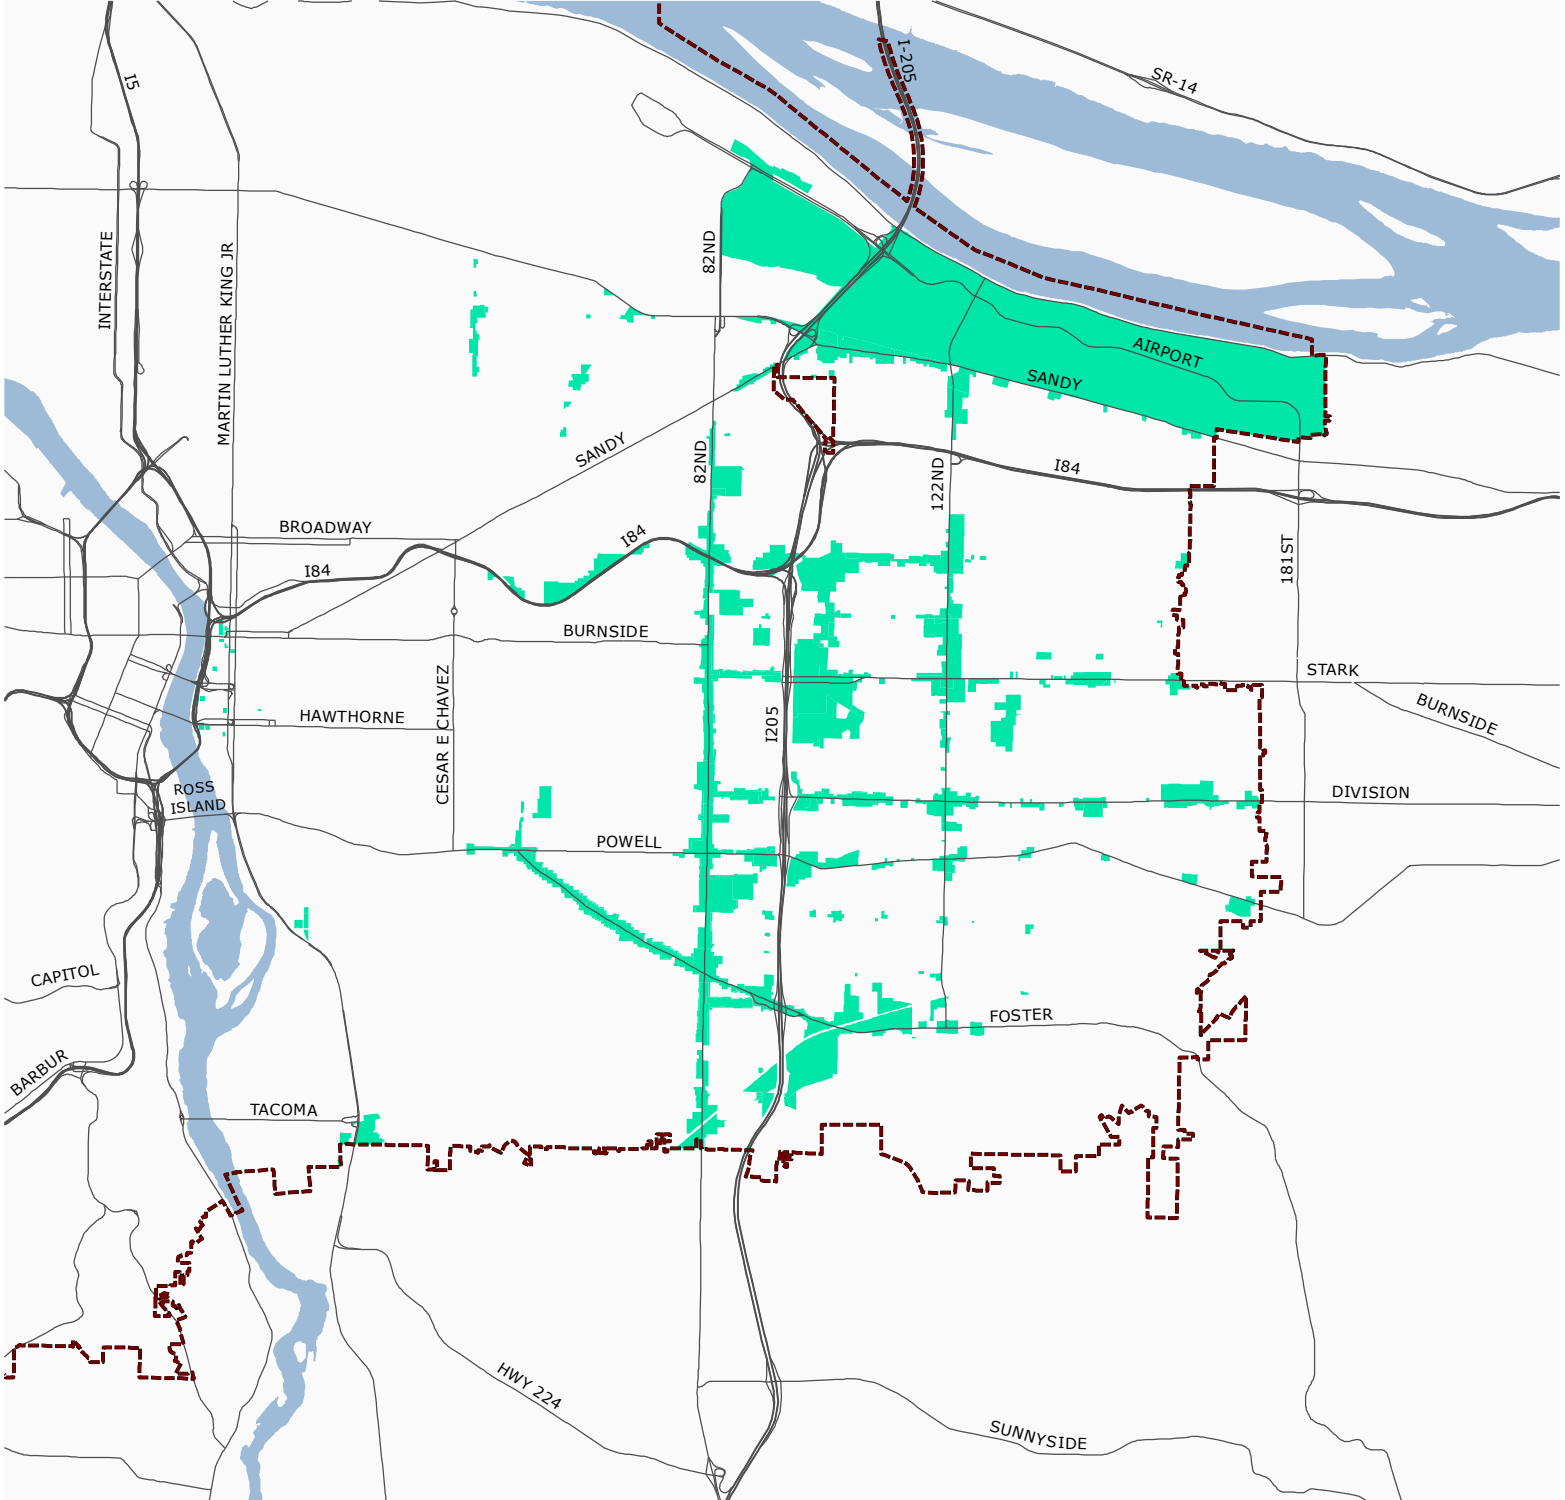 I-205
SR-14
I5
INTERSTATE
MARTIN LUTHER KING JR
82ND
AIRPORT
SANDY
SANDY
82ND
122ND
I84
BROADWAY
I84
I84
181ST
BURNSIDE
STARK
BURNSIDE
HAWTHORNE
CESAR E CHAVEZ
I205
ROSS
ISLAND
DIVISION
POWELL
CAPITOL
FOSTER
BARBUR
TACOMA
HWY 224
SUNNYSIDE